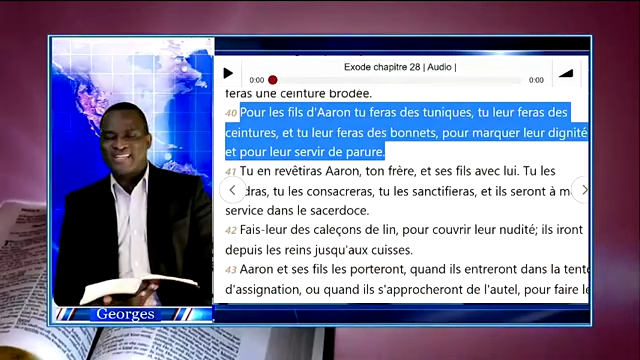 Exode chapitre 28 | Audio |
0:00
0:00
feras une ceinture brodée.
40 Pour les fils d'Aaron tu feras des tuniques, tu leur feras des
ceintures, et tu leur feras des bonnets, pour marquer leur dignité
et pour leur servir de parure.
41 Tu en revêtiras Aaron, ton frère, et ses fils avec lui. Tu les
dras, tu les consacreras, tu les sanctifieras, et ils seront à m
service dans le sacerdoce.
42 Fais-leur des caleçons de lin, pour couvrir leur nudité; ils iront
depuis les reins jusqu'aux cuisses.
43 Aaron et ses fils les porteront, quand ils entreront dans la tente
d'assignation, ou quand ils s'approcheront de l'autel, pour faire le
Georges